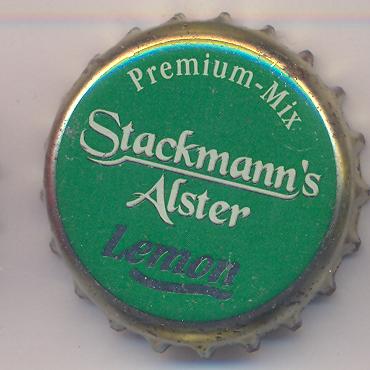 Premium-Mix
Stackmann's
Alster
Lemon